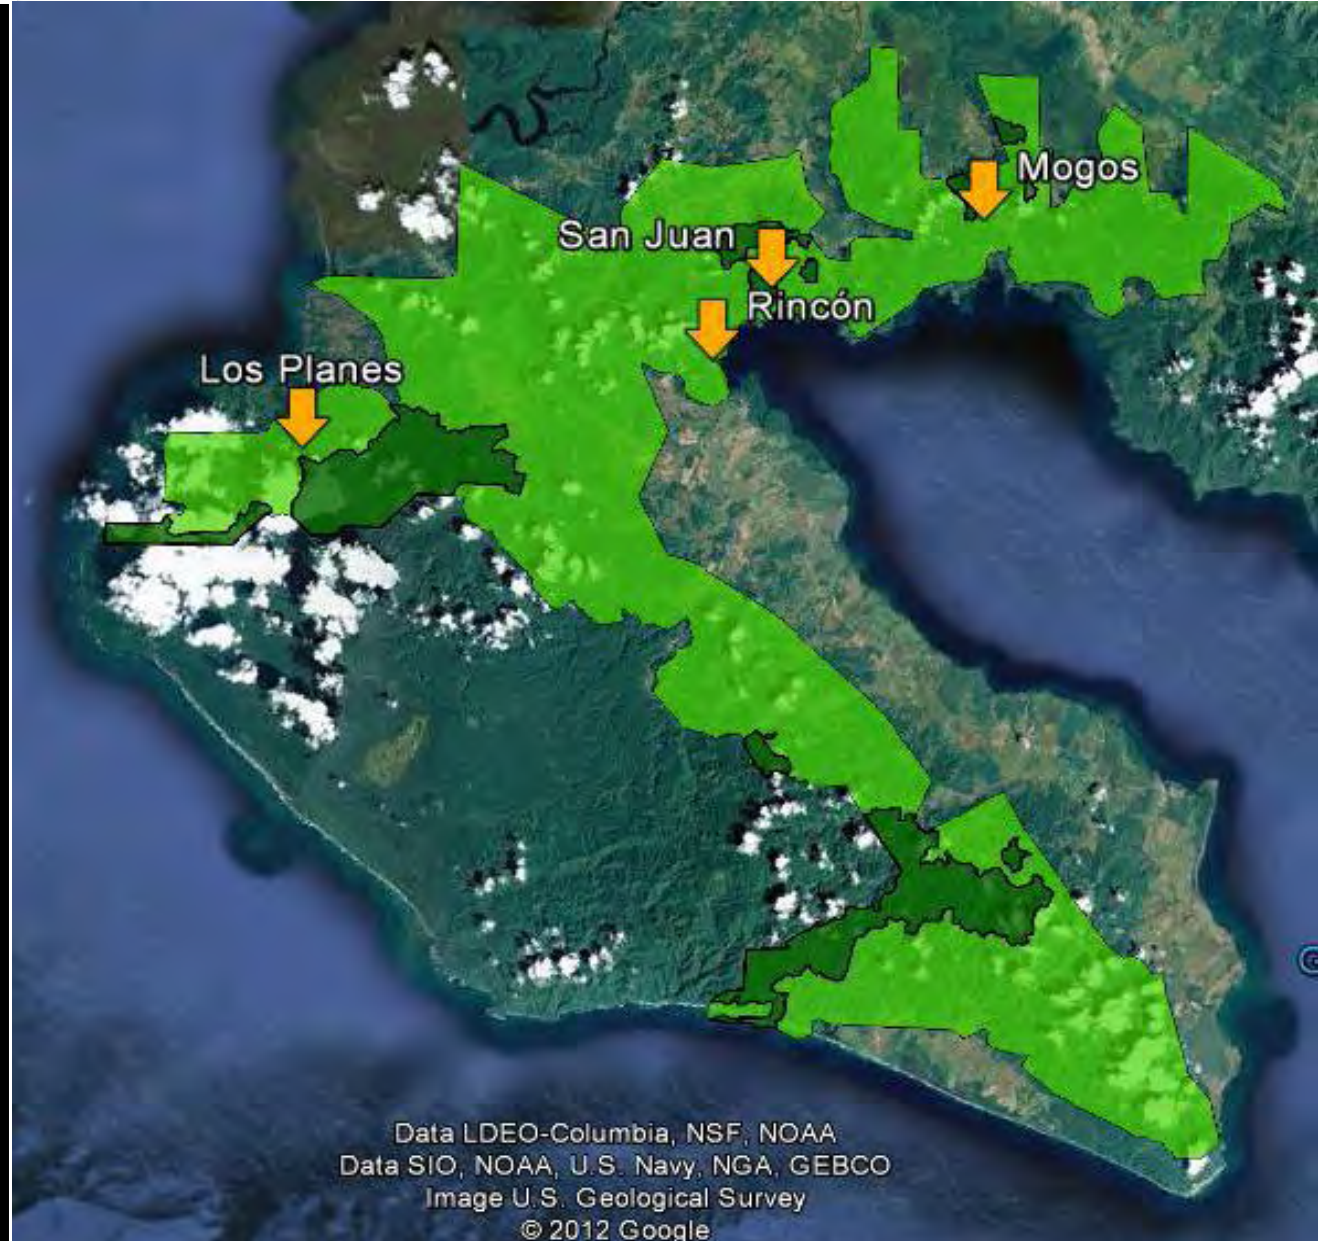 Mogos
San Juan
Rincón
Los Planes
Data LDEO-Columbia, NSF, NOAA
Data SIO, NOAA, U.S. Navy, NGA, GEBCO
Image U.S. Geological Survey
© 2012 Google